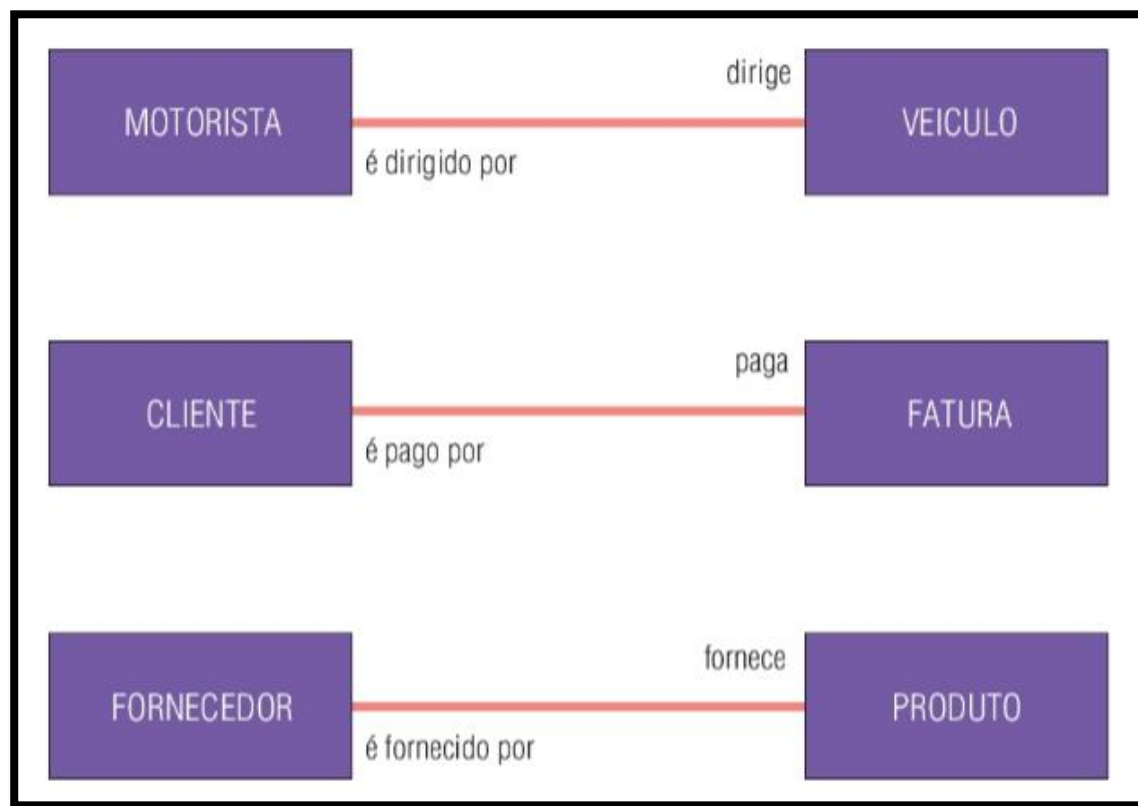 dirige
MOTORISTA
VEICULO
é dirigido por
paga
CLIENTE
FATURA
é pago por
fornece
FORNECEDOR
PRODUTO
é fornecido por